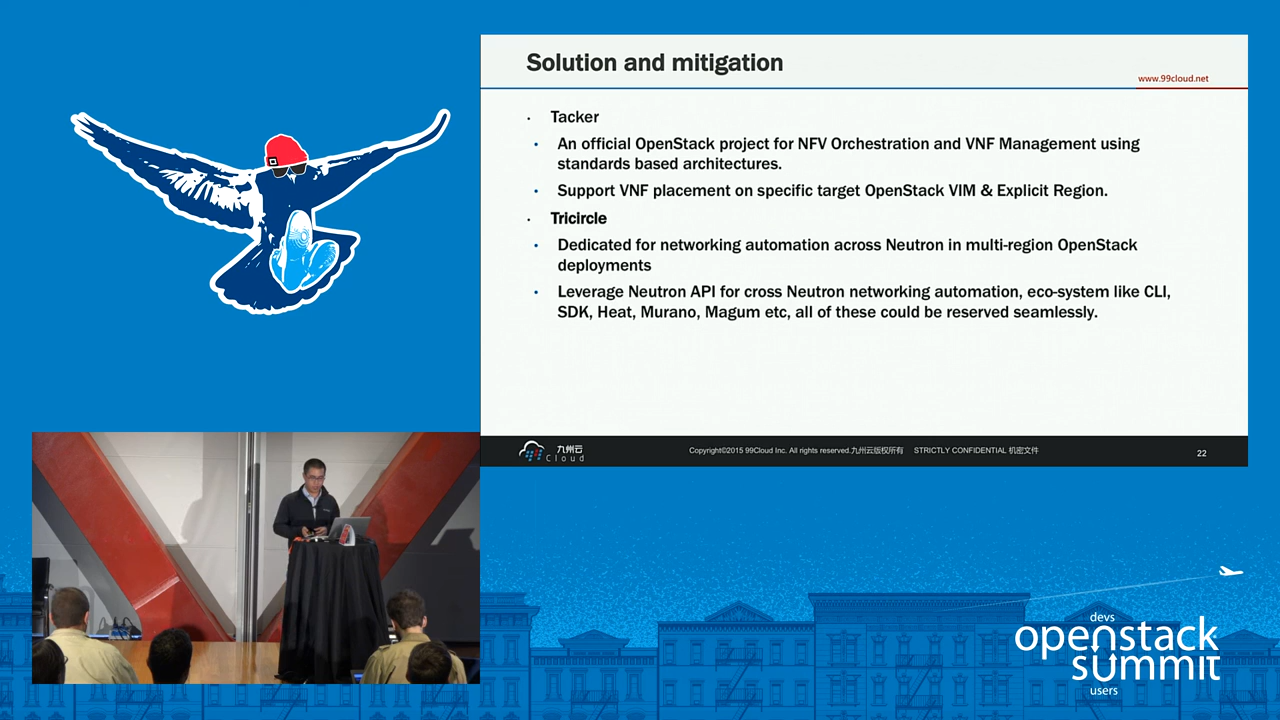 Solution and mitigation
www.99cloud.net
Tacker
An official OpenStack project for NFV Orchestration and VNF Management using
standards based architectures.
Support VNF placement on specific target OpenStack VIM & Explicit Region.
Tricircle
Dedicated for networking automation across Neutron in multi-region OpenStack
deployments
Leverage Neutron API for cross Neutron networking automation, eco-system like CLI,
SDK, Heat, Murano, Magum etc, all of these could be reserved seamlessly.
九州云
Cloud
Copyright©2015 99Cloud Inc. All rights reserved.九州云版权所有 STRICTLY CONFIDENTIAL 机密文件
22
devs
openstack
summit
users